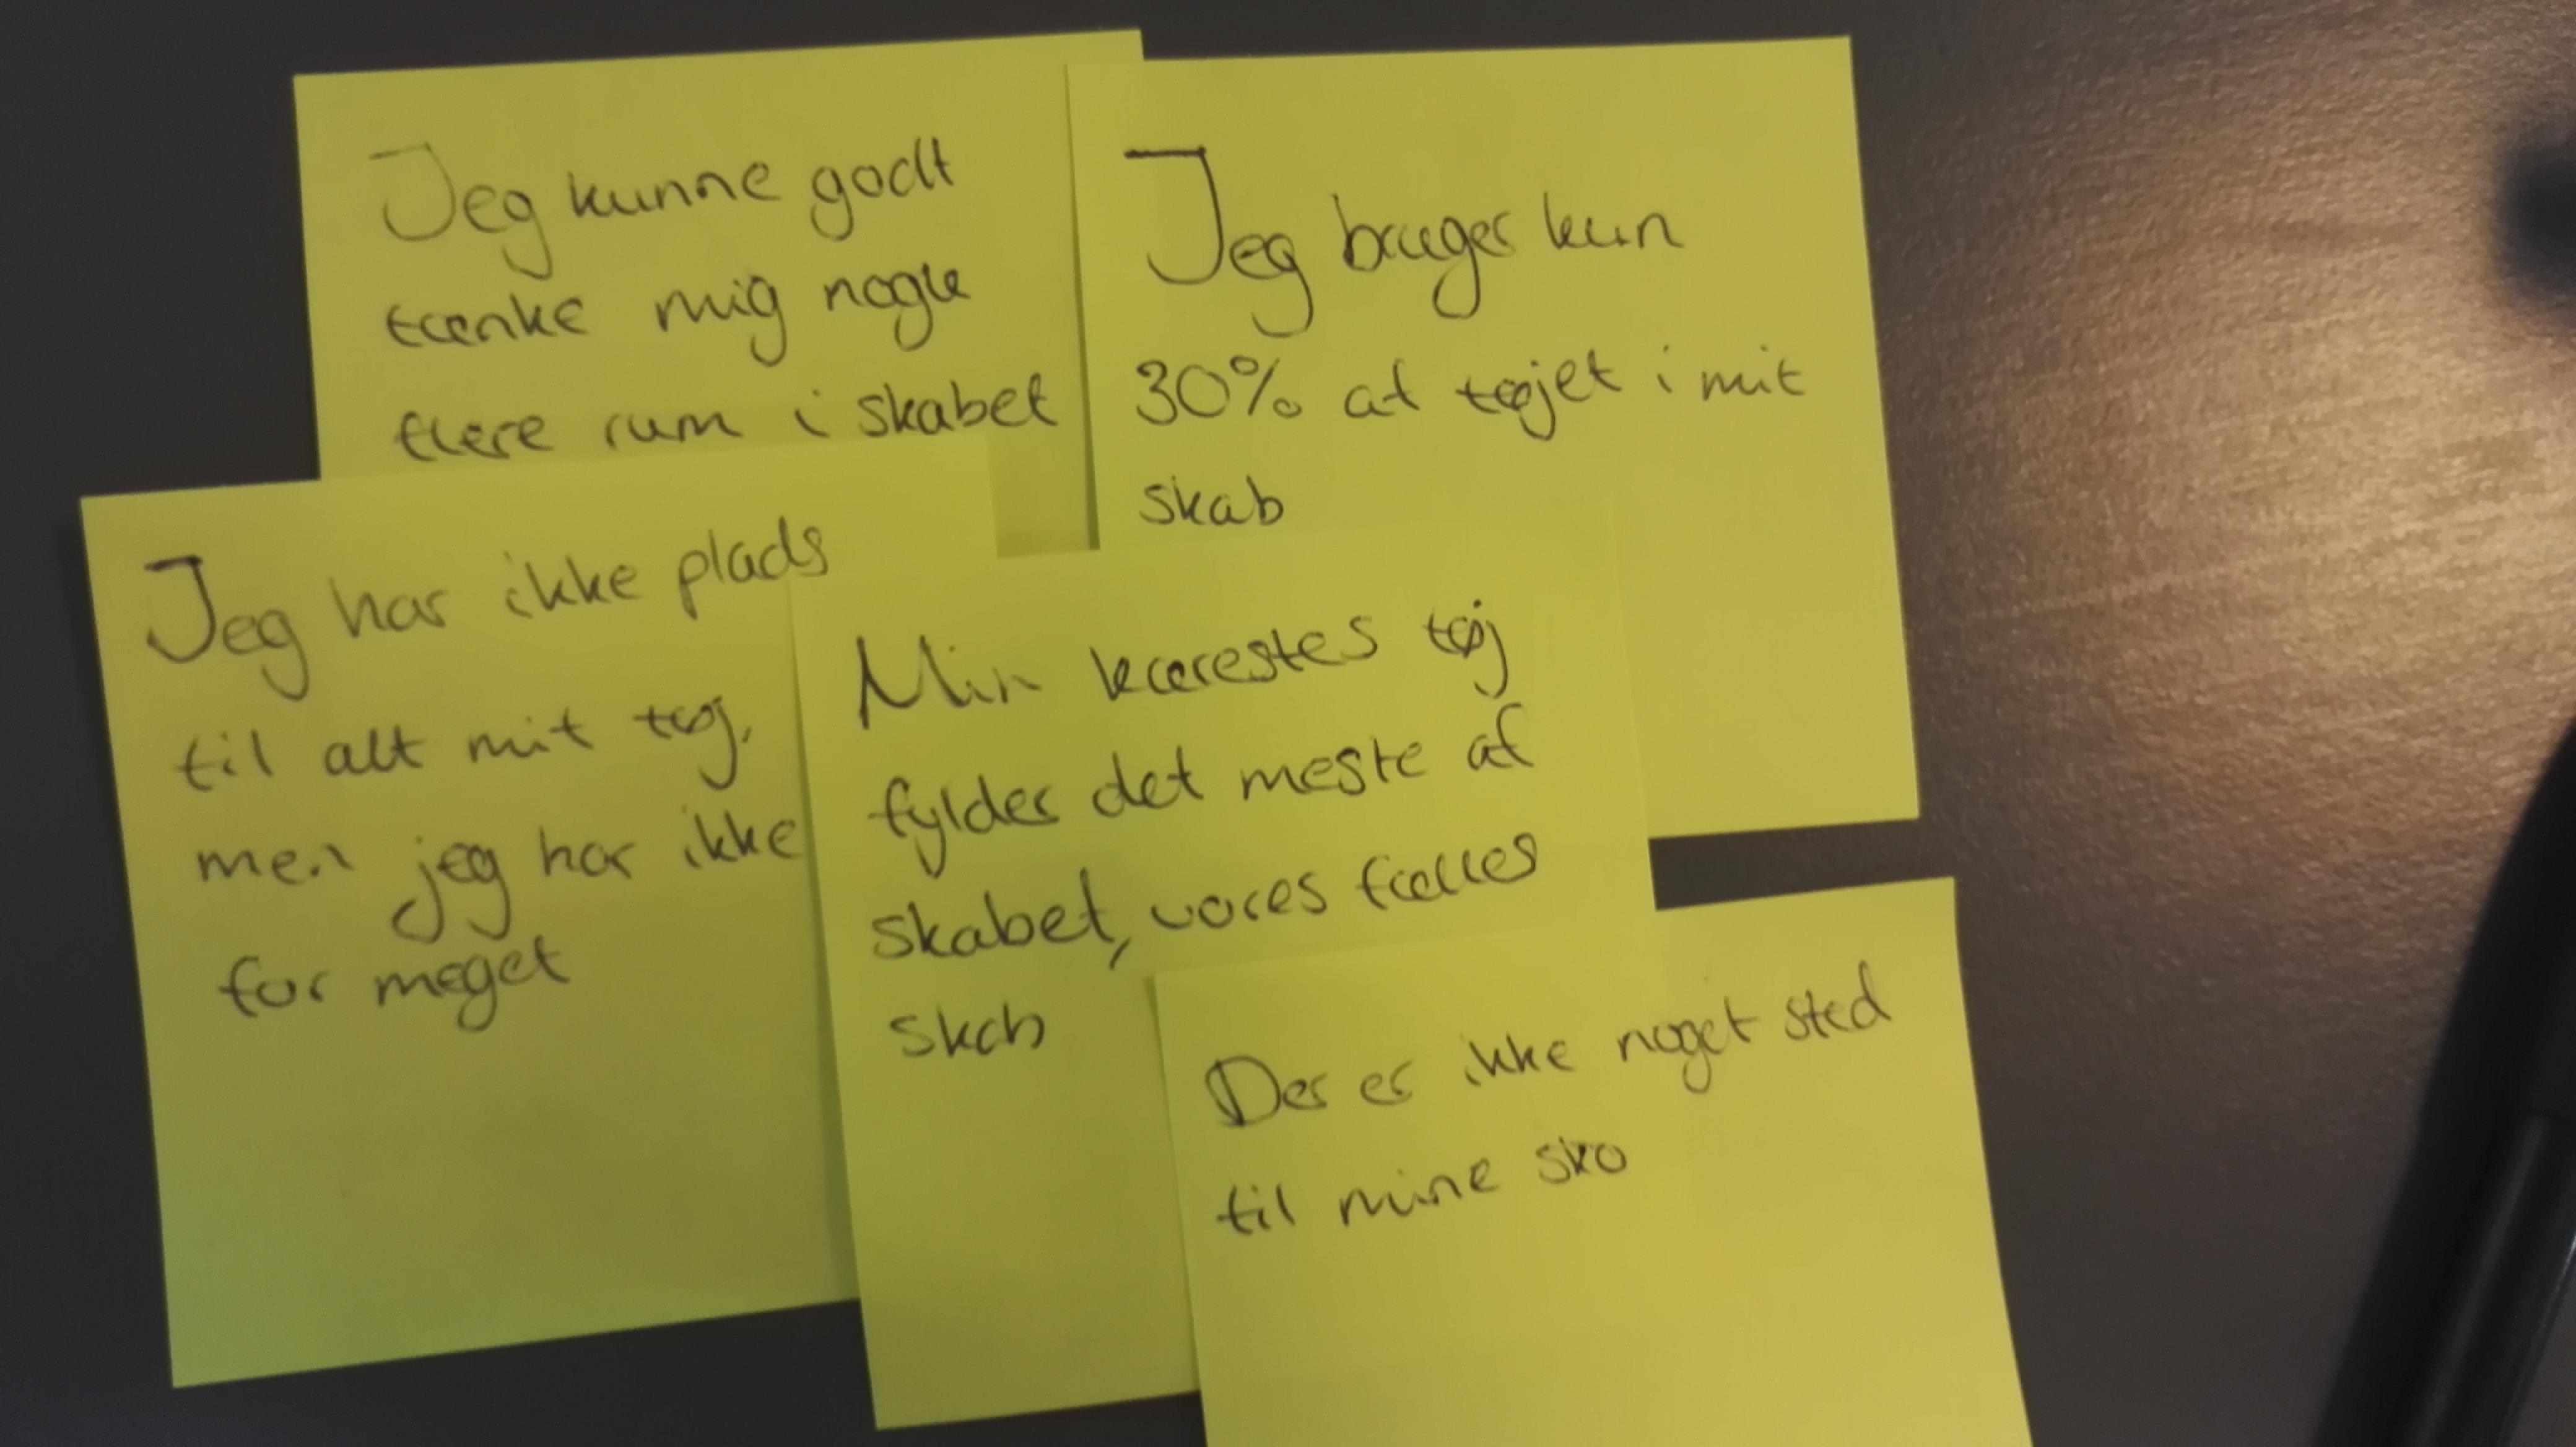 Jeg kunne godt
tænke mig nogle
flere rum i skabet
Jeg bruger kun
30% af tøjet i mit
skab
Jeg har ikke plads
til alt mit tøj,
men jeg har ikke
for meget
Min kærestes tøj
fylder det meste af
skabet, vores fælles
skab
Der er ikke noget sted
til mine sko